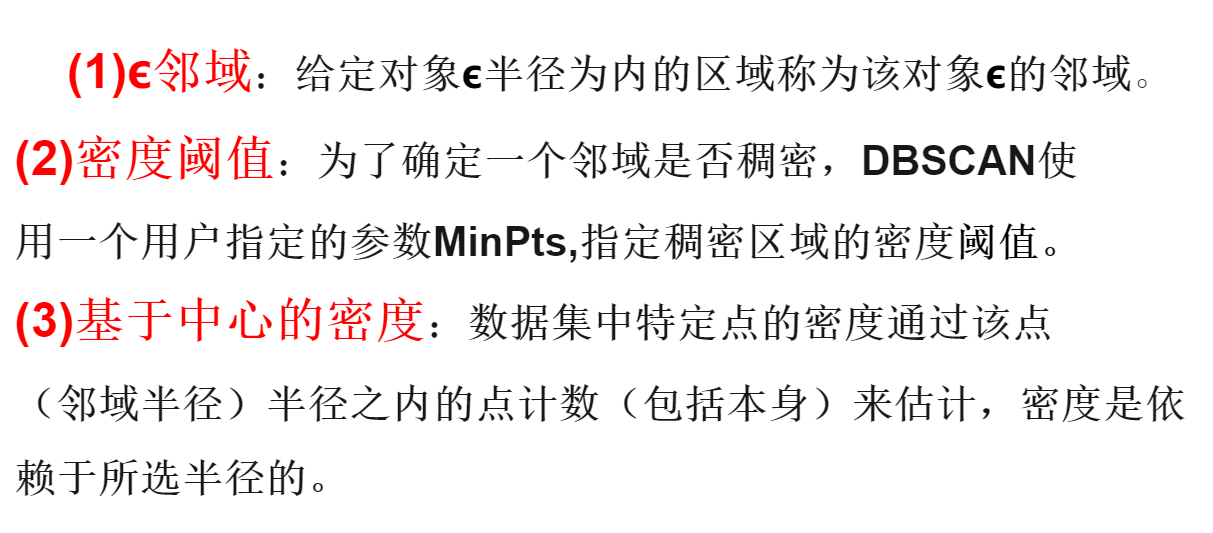 (1)ϵ邻域：给定对象ϵ半径为内的区域称为该对象ϵ的邻域。
(2)密度阈值：为了确定一个邻域是否稠密，DBSCAN使
用一个用户指定的参数MinPts,指定稠密区域的密度阈值。
(3)基于中心的密度：数据集中特定点的密度通过该点
（邻域半径）半径之内的点计数（包括本身）来估计，密度是依
赖于所选半径的。